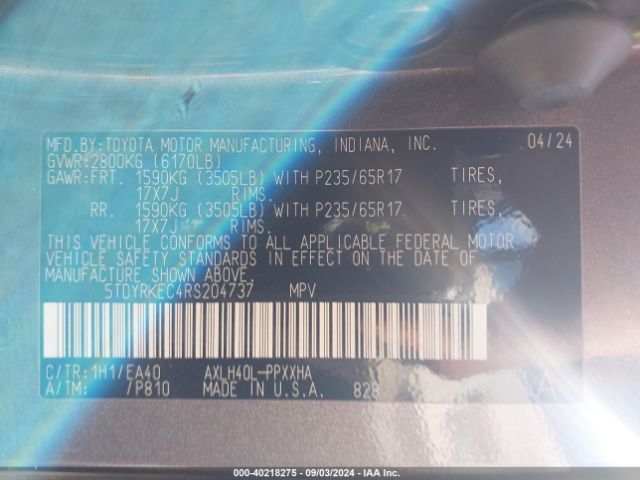 MFD.BY:TOYOTA MOTOR MANUFACTURING, INDIANA, INC. 04/24
GVWR:2800KG (6170LB)
GAWR:FRT. 1590KG (3505LB) WITH P235/65R17 TIRES,
17X7J RIMS.
RR. 1590KG (3505LB) WITH P235/65R17 TIRES,
17X7J RIMS.
THIS VEHICLE CONFORMS TO ALL APPLICABLE FEDERAL MOTOR
VEHICLE SAFETY STANDARDS IN EFFECT ON THE DATE OF
MANUFACTURE SHOWN ABOVE.
5TDYRKEC4RS204737 MPV
C/TR:1H1/EA40 AXLH40L-PPXXHA
A/TM: /P810 MADE IN U.S.A. 828
000-40218275 - 09/03/2024 - IAA Inc.